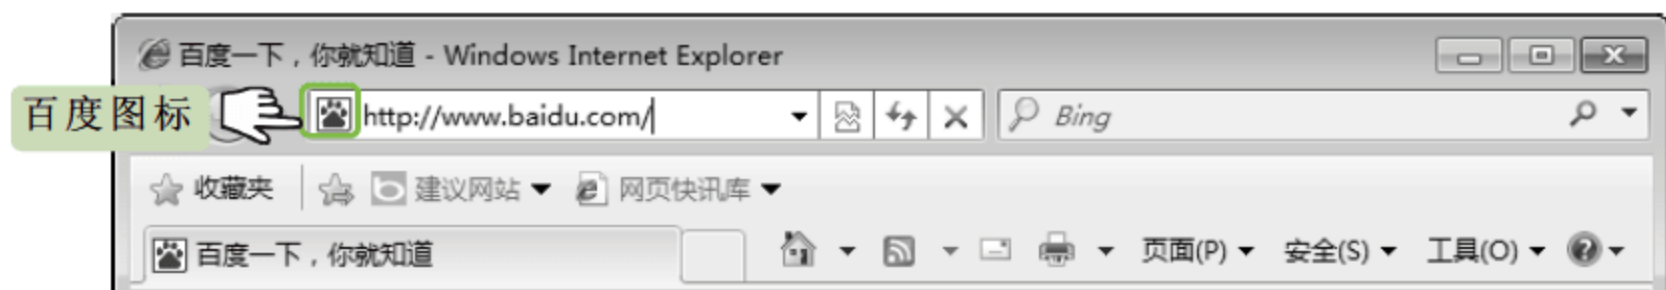 百度一下，你就知道 - Windows Internet Explorer
百度图标
http://www.baidu.com/ Bing
收藏夹 建议网站 网页快讯库
百度一下，你就知道 页面(P) 安全(S) 工具(O)